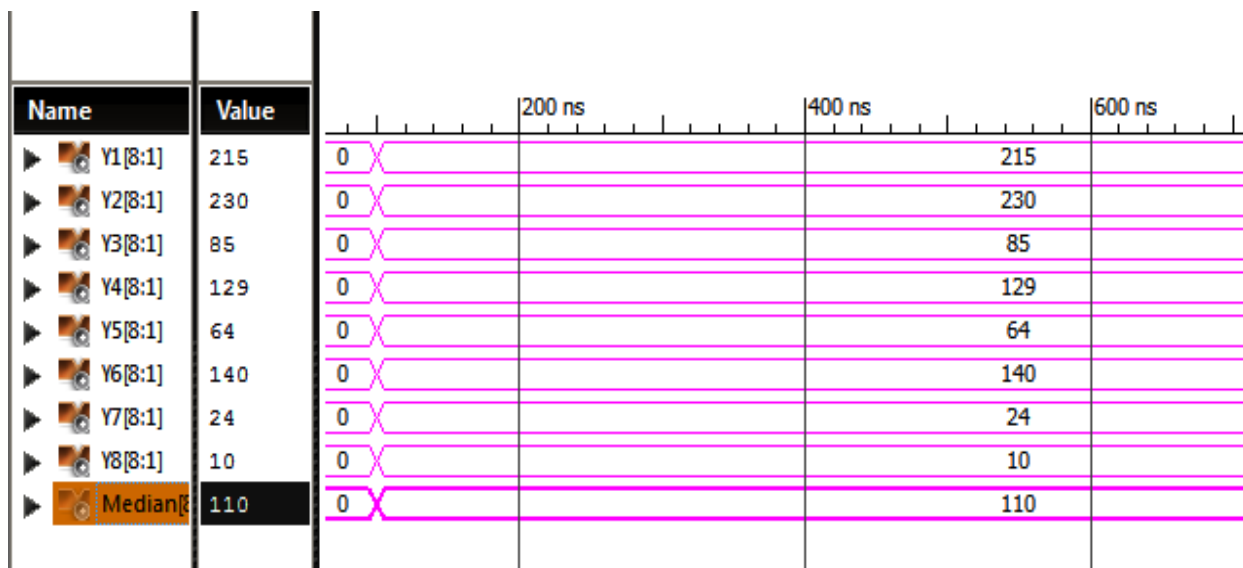 Name Value 200 ns 400 ns 600 ns
Y1[8:1] 215 0 215
Y2[8:1] 230 0 230
Y3[8:1] 85 0 85
Y4[8:1] 129 0 129
Y5[8:1] 64 0 64
Y6[8:1] 140 0 140
Y7[8:1] 24 0 24
Y8[8:1] 10 0 10
Median[8 110 0 110